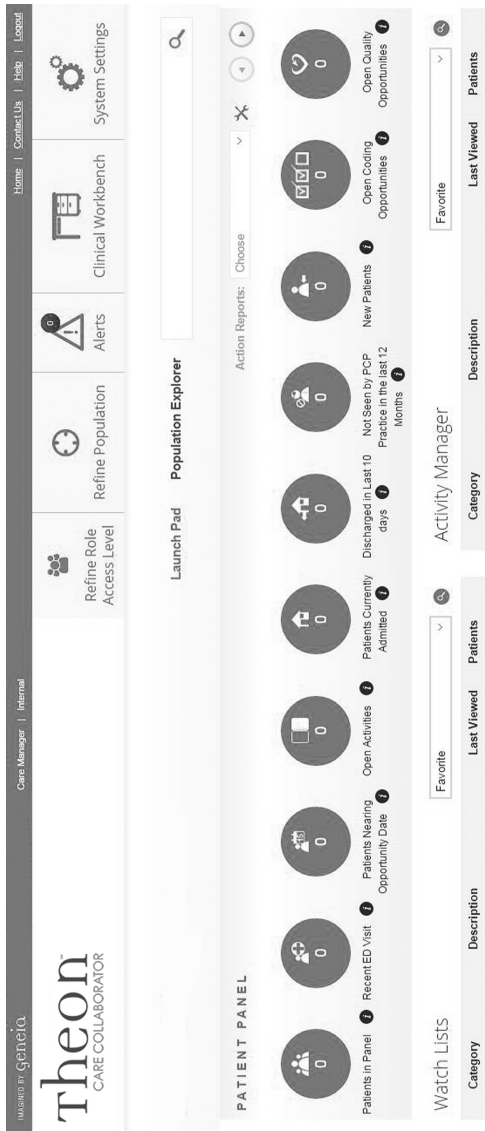 IMAGINED BY Geneia
Care Manager | Internal
Home | Contact Us | Help | Logout
Theon
CARE COLLABORATOR
Refine Role
Access Level
Refine Population
0
Alerts
Clinical Workbench
System Settings
Launch Pad
Population Explorer
PATIENT PANEL
Action Reports:
Choose
0
Patients in Panel i
0
Recent ED Visit i
15
0
Patients Nearing
Opportunity Date i
0
Open Activities i
0
Patients Currently
Admitted i
0
Discharged in Last 10
days i
0
Not Seen by PCP
Practice in the last 12
Months i
0
New Patients i
0
Open Coding
Opportunities i
0
Open Quality
Opportunities i
Watch Lists
Favorite
Category
Description
Last Viewed
Patients
Activity Manager
Favorite
Category
Description
Last Viewed
Patients